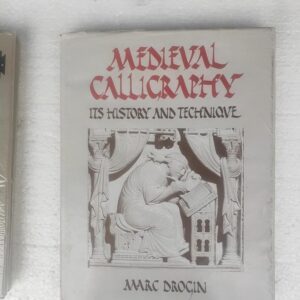 MEDIEVAL
CALLIGRAPHY
ITS HISTORY AND TECHNIQUE
MARC DROGIN